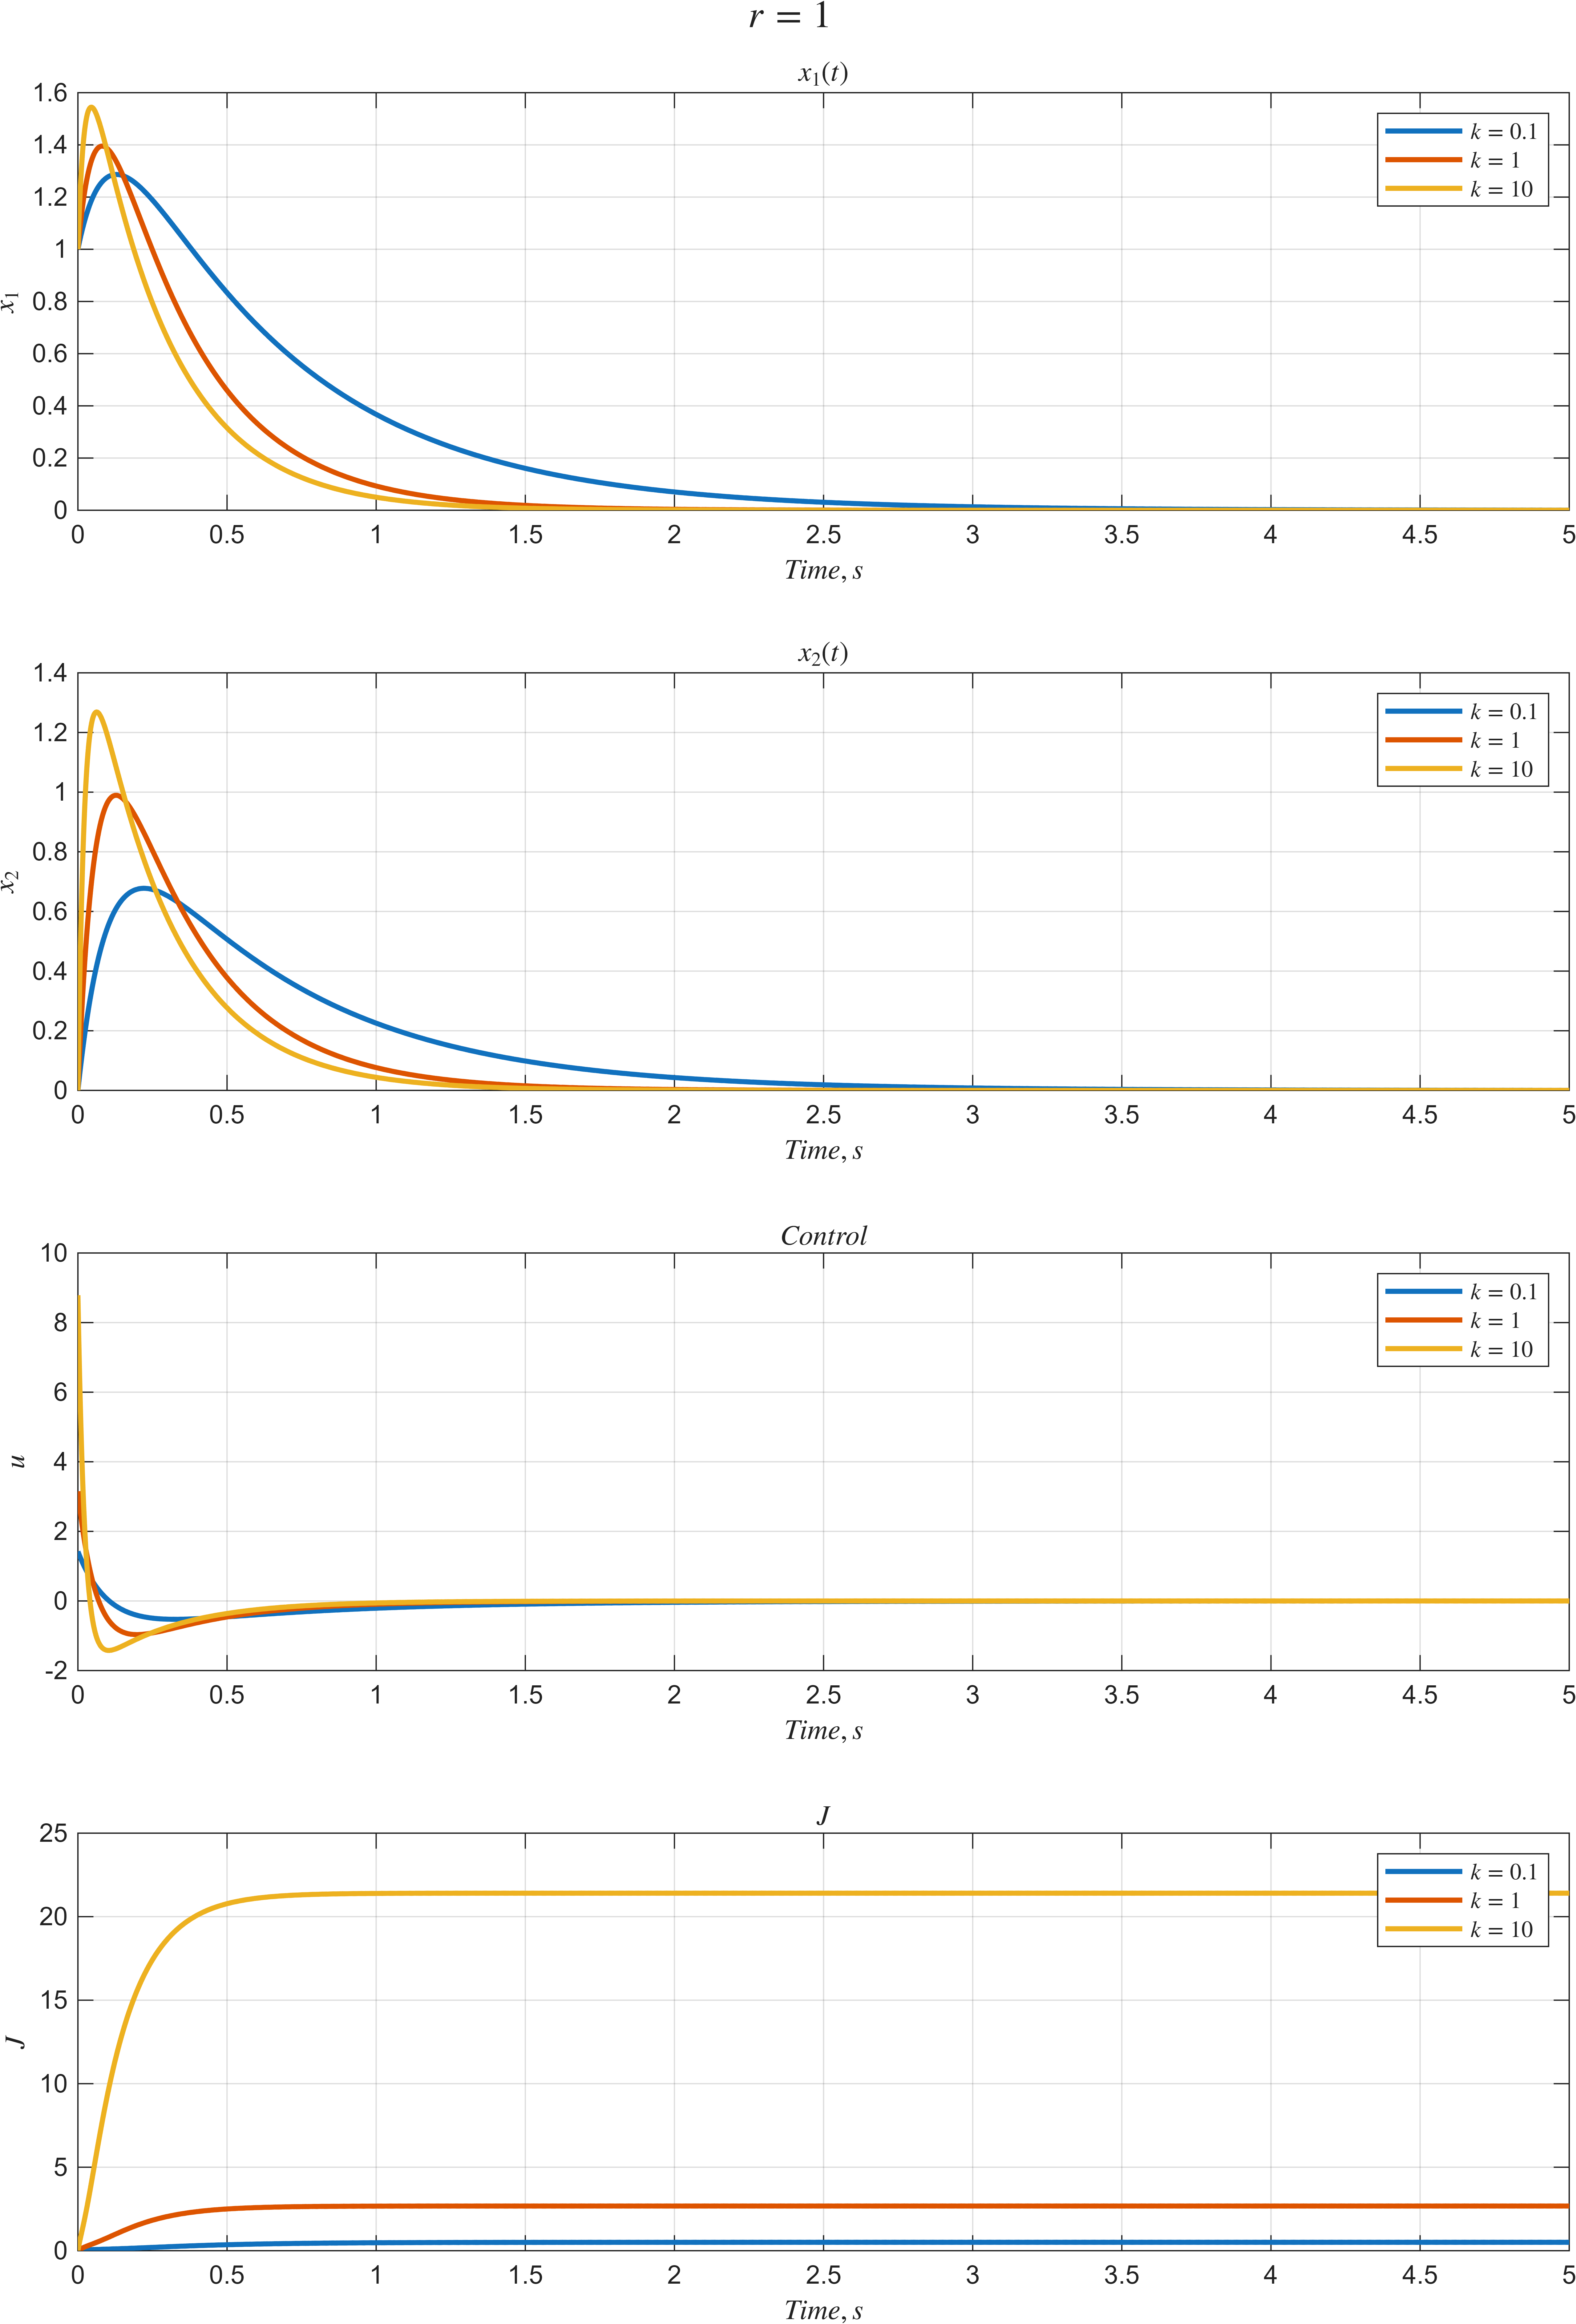 r = 1
x₁(t)
1.6
1.4
1.2
1
0.8
0.6
0.4
0.2
0
x₁
k = 0.1
k = 1
k = 10
0 0.5 1 1.5 2 2.5 3 3.5 4 4.5 5
Time, s
x₂(t)
1.4
1.2
1
0.8
0.6
0.4
0.2
0
x₂
k = 0.1
k = 1
k = 10
0 0.5 1 1.5 2 2.5 3 3.5 4 4.5 5
Time, s
Control
10
8
6
4
2
0
-2
u
k = 0.1
k = 1
k = 10
0 0.5 1 1.5 2 2.5 3 3.5 4 4.5 5
Time, s
J
25
20
15
10
5
0
J
k = 0.1
k = 1
k = 10
0 0.5 1 1.5 2 2.5 3 3.5 4 4.5 5
Time, s